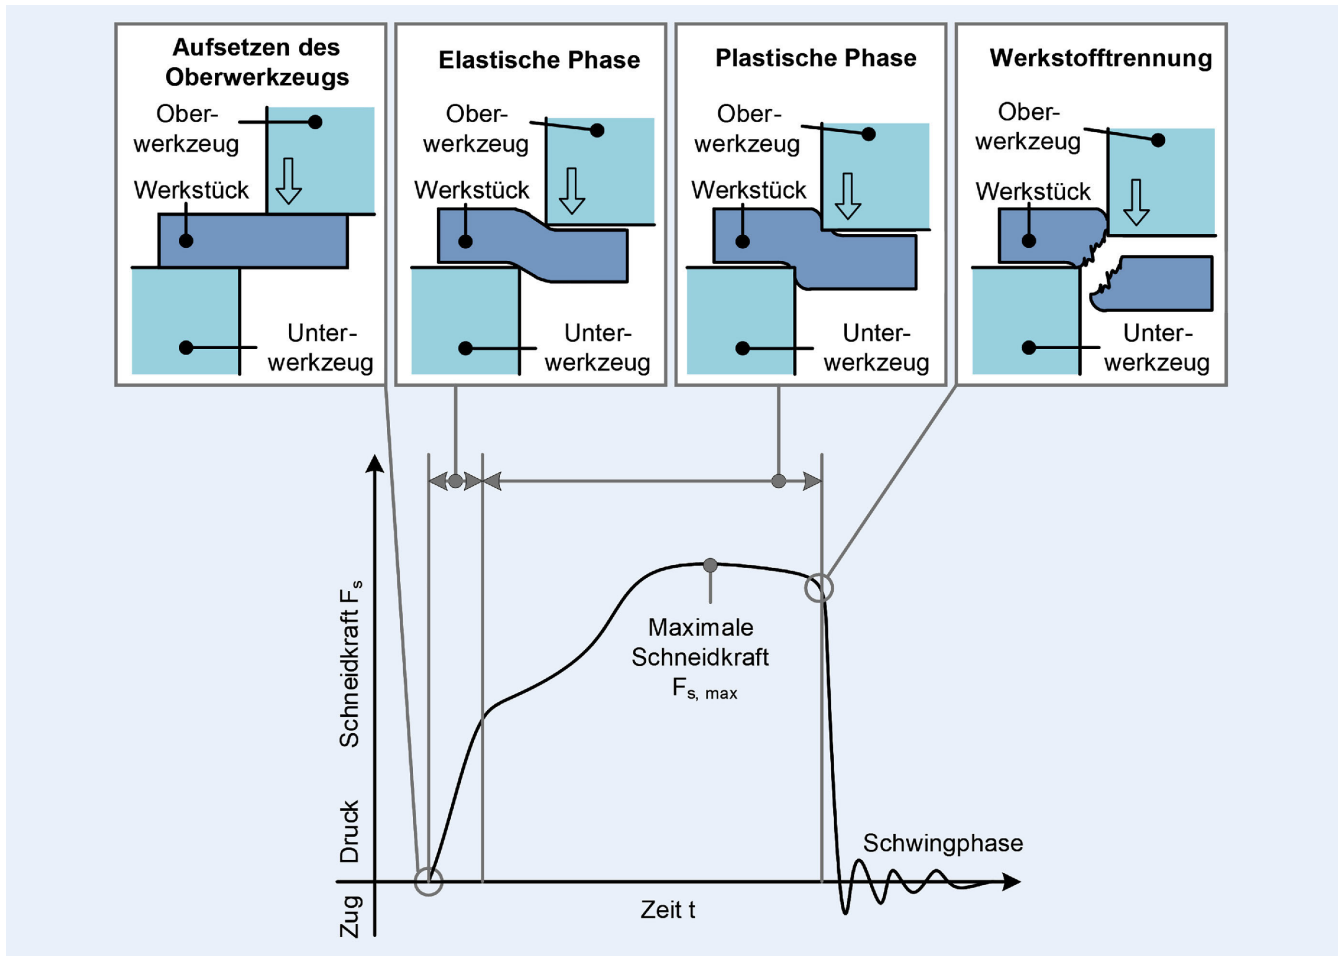 Aufsetzen des
Oberwerkzeugs
Ober-
werkzeug
Werkstück
Unter-
werkzeug
Elastische Phase
Ober-
werkzeug
Werkstück
Unter-
werkzeug
Plastische Phase
Ober-
werkzeug
Werkstück
Unter-
werkzeug
Werkstofftrennung
Ober-
werkzeug
Werkstück
Unter-
werkzeug
Schneidkraft Fs
Druck
Zug
Maximale
Schneidkraft
Fs, max
Schwingphase
Zeit t